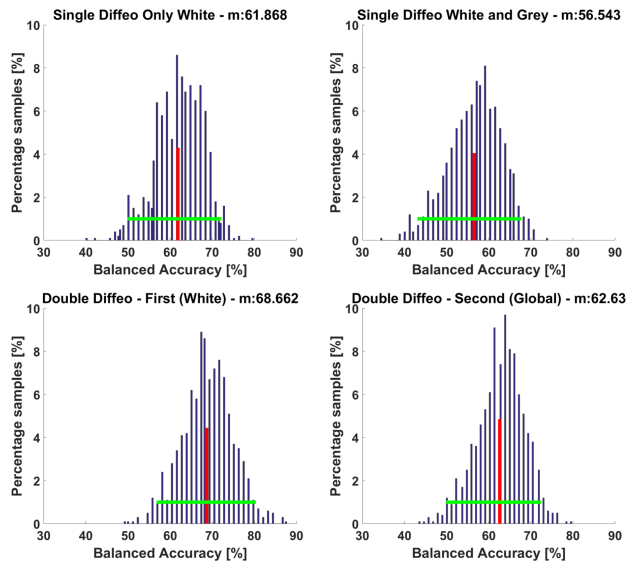 Single Diffeo Only White - m:61.868
Percentage samples [%]
10
8
6
4
2
0
30 40 50 60 70 80 90
Balanced Accuracy [%]
Single Diffeo White and Grey - m:56.543
Percentage samples [%]
10
8
6
4
2
0
30 40 50 60 70 80 90
Balanced Accuracy [%]
Double Diffeo - First (White) - m:68.662
Percentage samples [%]
10
8
6
4
2
0
30 40 50 60 70 80 90
Balanced Accuracy [%]
Double Diffeo - Second (Global) - m:62.63
Percentage samples [%]
10
8
6
4
2
0
30 40 50 60 70 80 90
Balanced Accuracy [%]